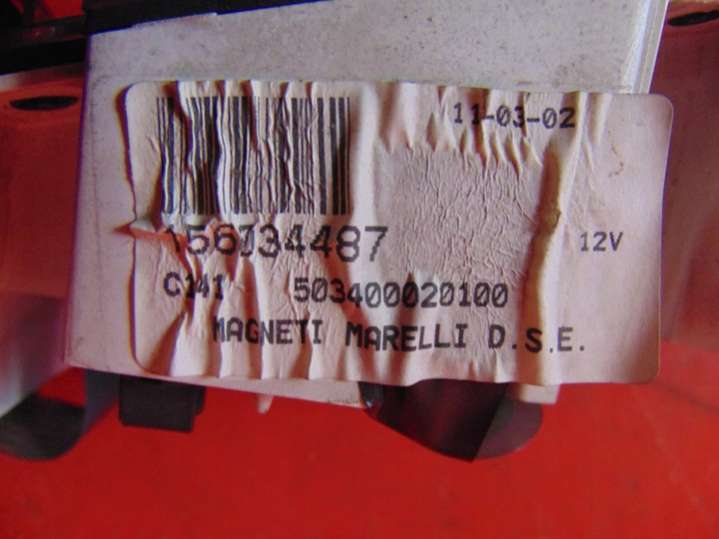 11-03-02
156034487
12V
C141 503400020100
MAGNETI MARELLI D.S.E.